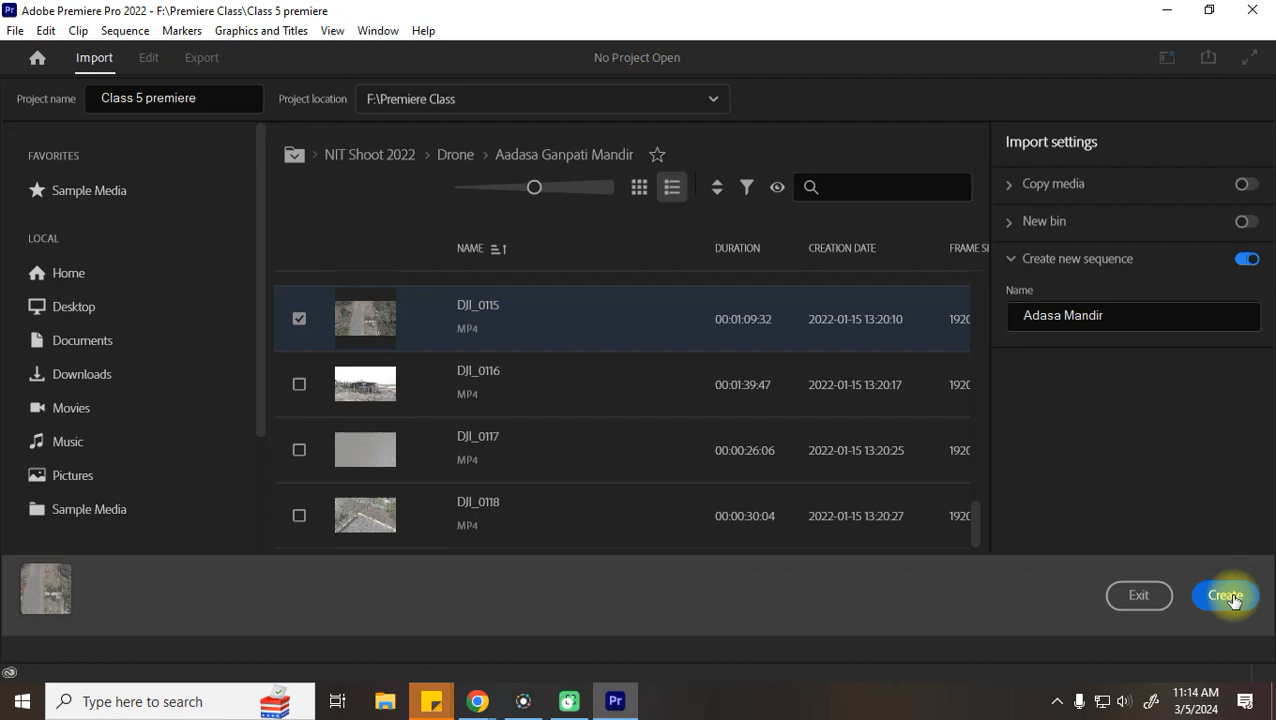 Adobe Premiere Pro 2022 - F:\Premiere Class\Class 5 premiere
File Edit Clip Sequence Markers Graphics and Titles View Window Help
Import Edit Export No Project Open
Project name Class 5 premiere Project location F:\Premiere Class
FAVORITES
Sample Media
LOCAL
Home
Desktop
Documents
Downloads
Movies
Music
Pictures
Sample Media
NIT Shoot 2022 > Drone > Aadasa Ganpati Mandir
NAME DURATION CREATION DATE FRAME SI
DJI_0115 00:01:09:32 2022-01-15 13:20:10 1920
MP4
DJI_0116 00:01:39:47 2022-01-15 13:20:17 1920
MP4
DJI_0117 00:00:26:06 2022-01-15 13:20:25 1920
MP4
DJI_0118 00:00:30:04 2022-01-15 13:20:27 1920
MP4
Import settings
Copy media
New bin
Create new sequence
Name
Adasa Mandir
Exit Create
Type here to search
11:14 AM
3/5/2024